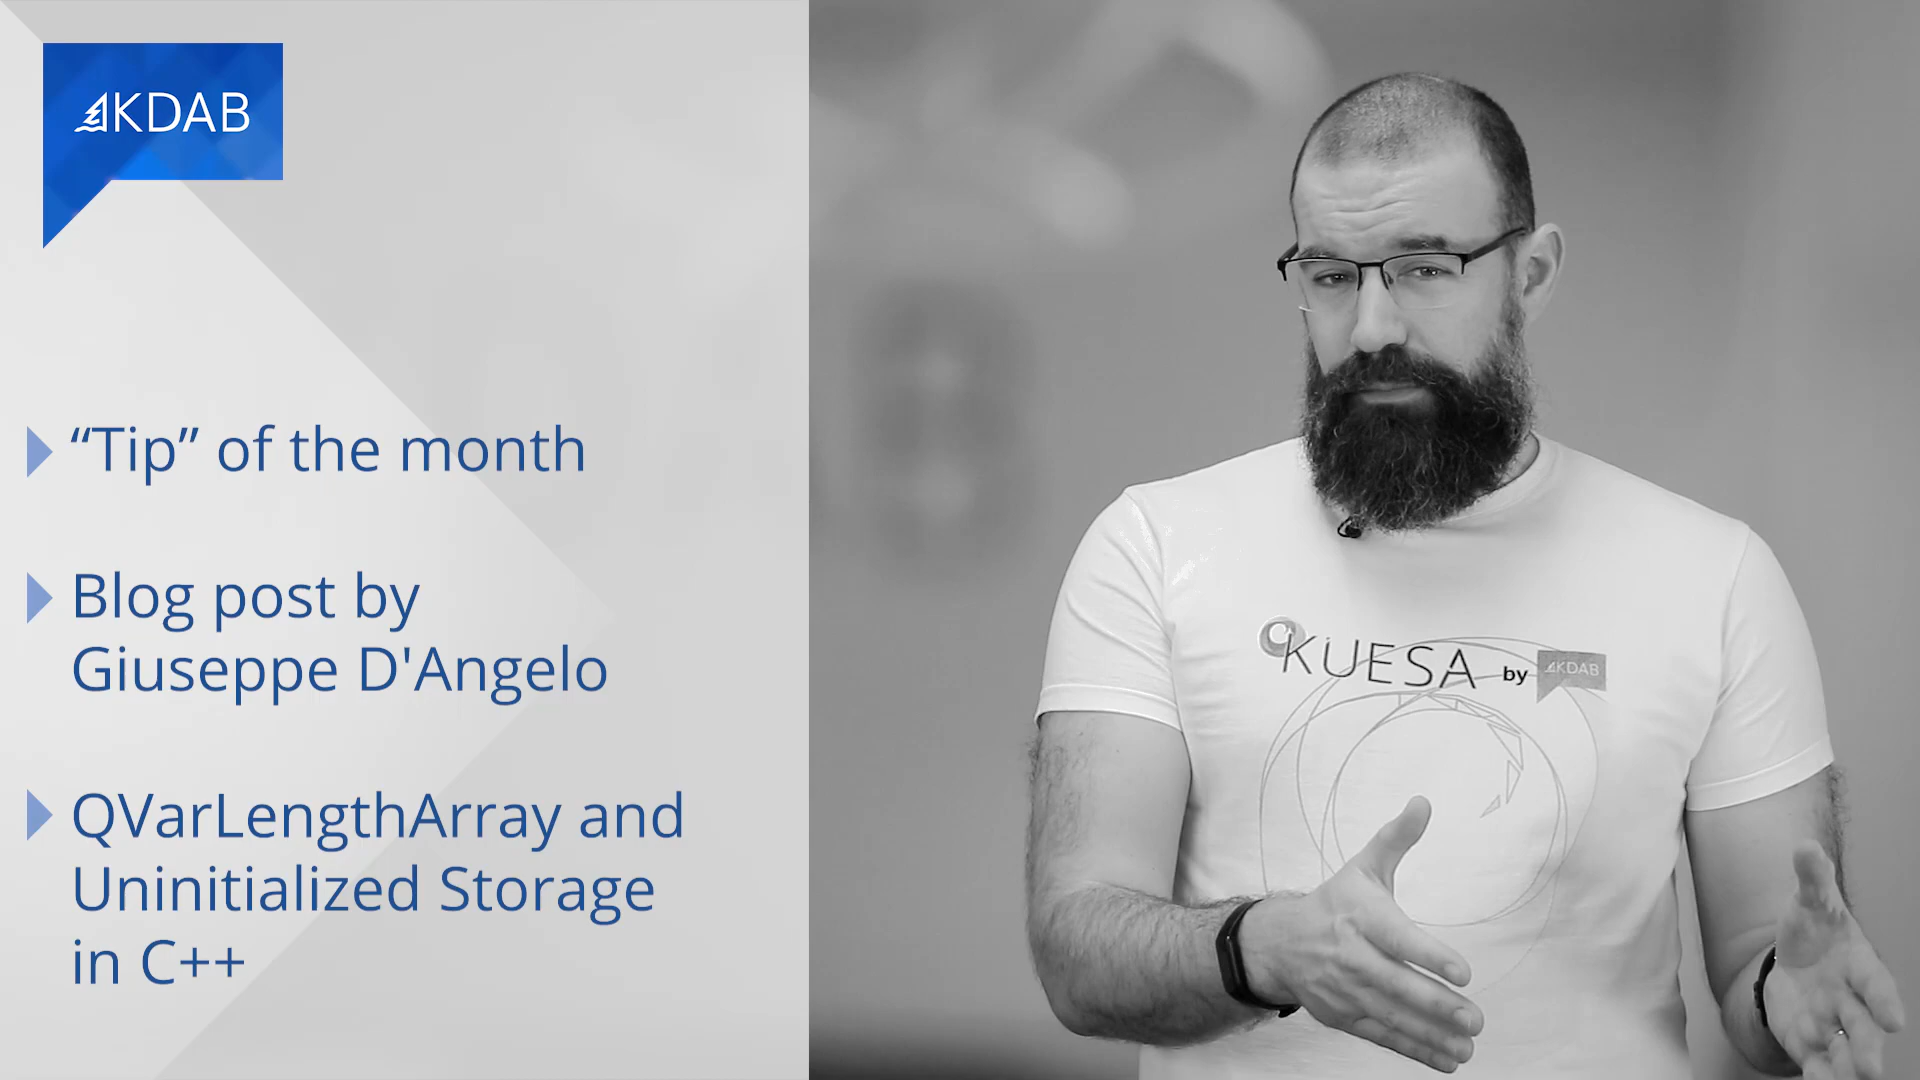 KDAB
“Tip” of the month
Blog post by
Giuseppe D'Angelo
QVarLengthArray and
Uninitialized Storage
in C++
KUESA by KDAB